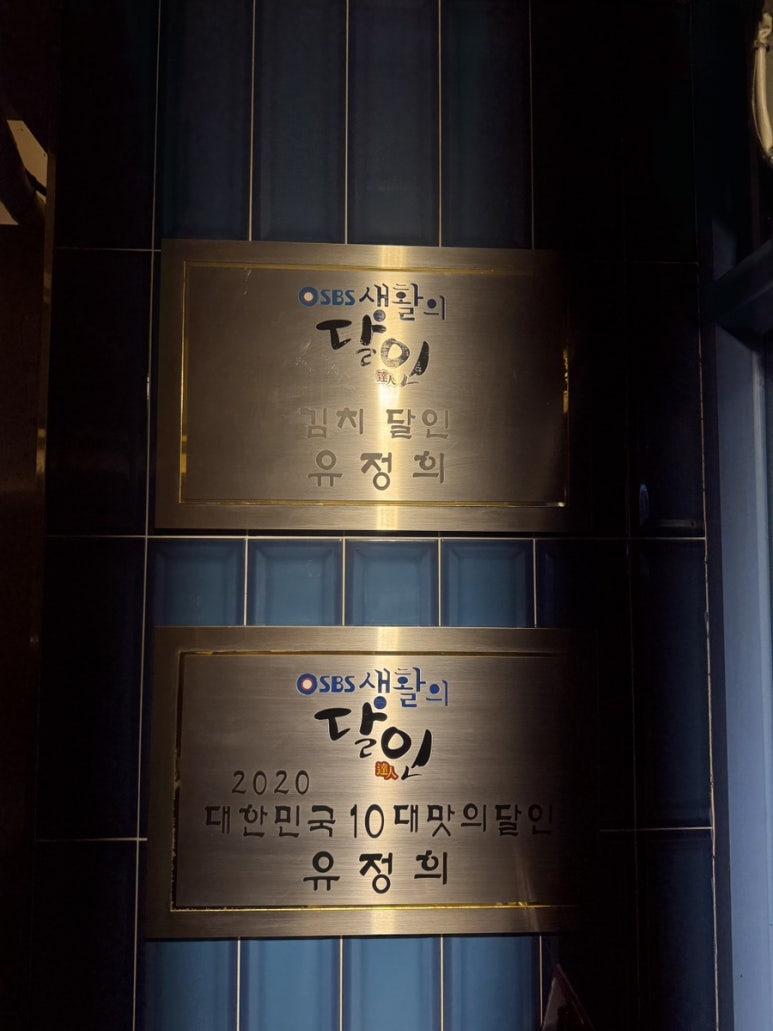 SBS 생활의
달인
達人
김치 달인
유정희
SBS 생활의
달인
達人
2020
대한민국 10대맛의달인
유정희